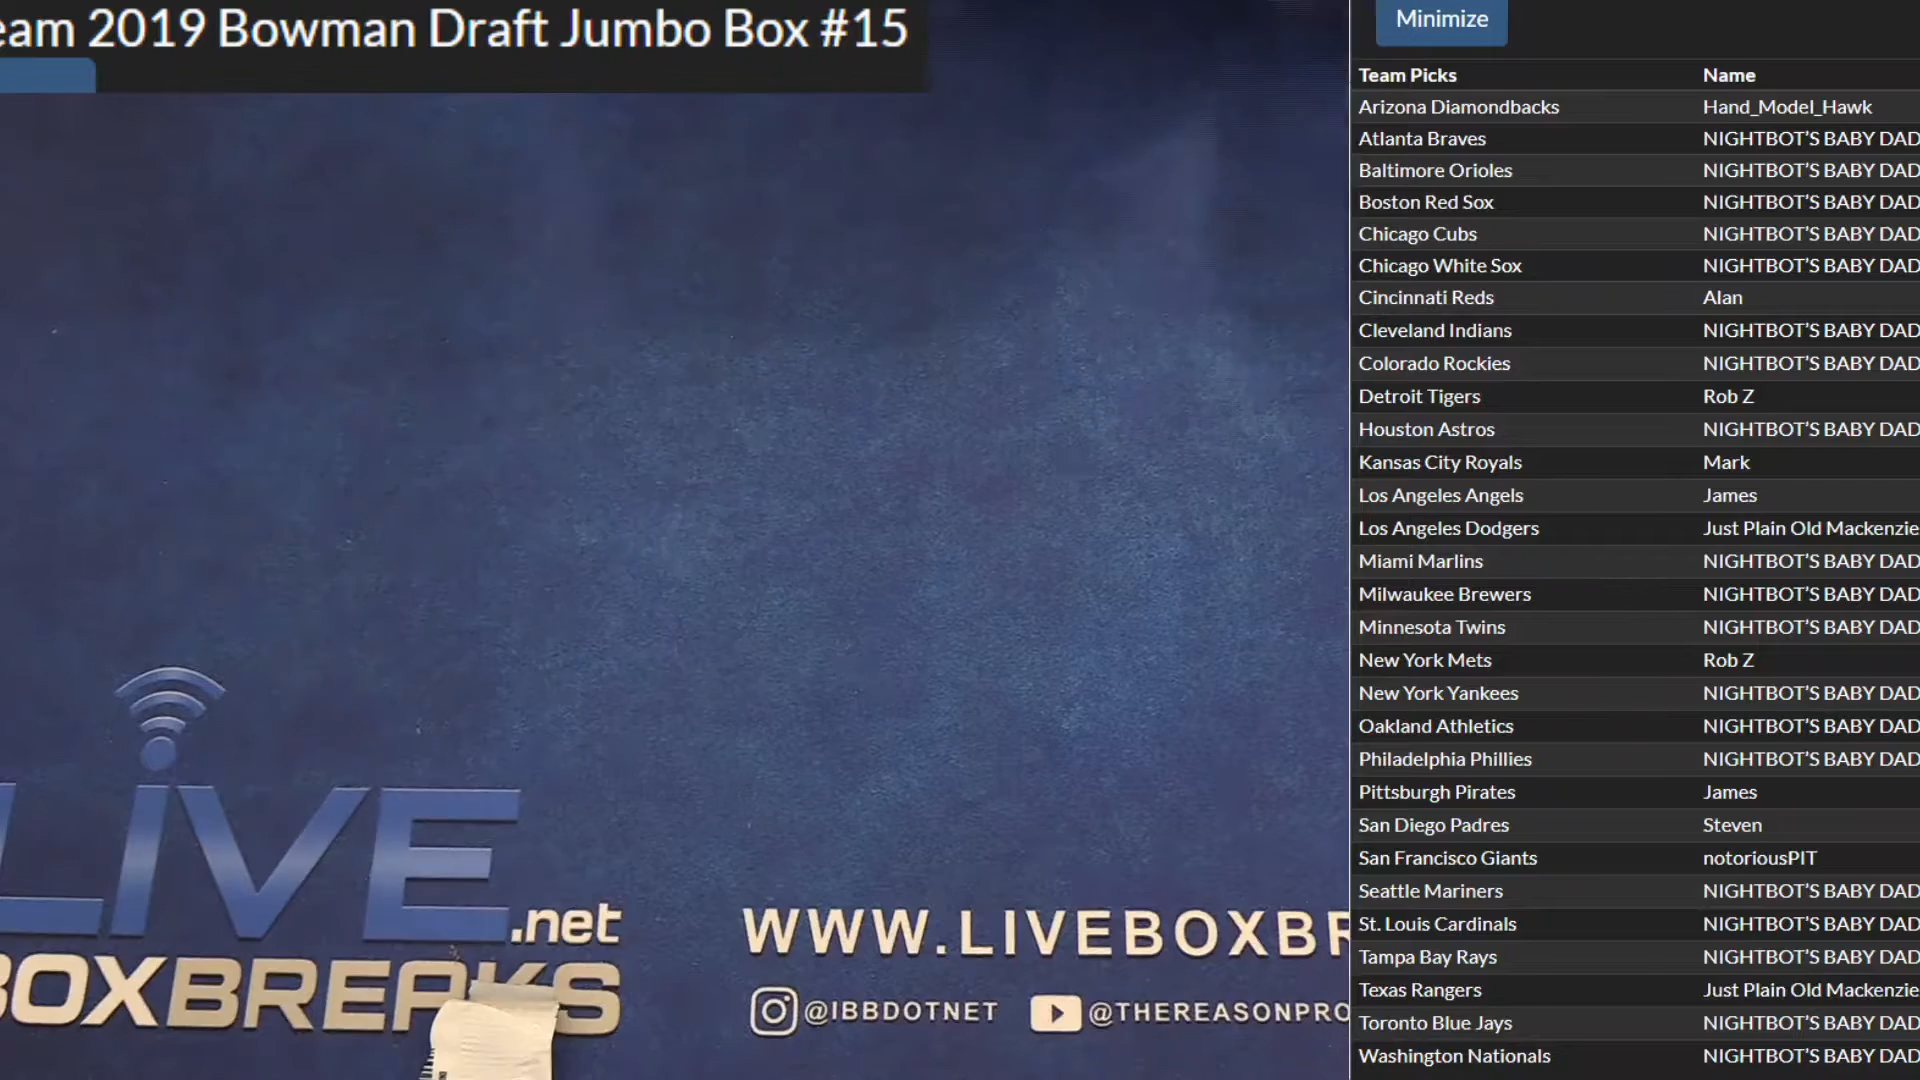 eam 2019 Bowman Draft Jumbo Box #15
Minimize
Team Picks Name
Arizona Diamondbacks Hand_Model_Hawk
Atlanta Braves NIGHTBOT'S BABY DAD
Baltimore Orioles NIGHTBOT'S BABY DAD
Boston Red Sox NIGHTBOT'S BABY DAD
Chicago Cubs NIGHTBOT'S BABY DAD
Chicago White Sox NIGHTBOT'S BABY DAD
Cincinnati Reds Alan
Cleveland Indians NIGHTBOT'S BABY DAD
Colorado Rockies NIGHTBOT'S BABY DAD
Detroit Tigers Rob Z
Houston Astros NIGHTBOT'S BABY DAD
Kansas City Royals Mark
Los Angeles Angels James
Los Angeles Dodgers Just Plain Old Mackenzie
Miami Marlins NIGHTBOT'S BABY DAD
Milwaukee Brewers NIGHTBOT'S BABY DAD
Minnesota Twins NIGHTBOT'S BABY DAD
New York Mets Rob Z
New York Yankees NIGHTBOT'S BABY DAD
Oakland Athletics NIGHTBOT'S BABY DAD
Philadelphia Phillies NIGHTBOT'S BABY DAD
Pittsburgh Pirates James
San Diego Padres Steven
San Francisco Giants notoriousPIT
Seattle Mariners NIGHTBOT'S BABY DAD
St. Louis Cardinals NIGHTBOT'S BABY DAD
Tampa Bay Rays NIGHTBOT'S BABY DAD
Texas Rangers Just Plain Old Mackenzie
Toronto Blue Jays NIGHTBOT'S BABY DAD
Washington Nationals NIGHTBOT'S BABY DAD
LiVE.net
BOXBREAKS
WWW.LIVEBOXBR
@IBBDOTNET @THEREASONPRO